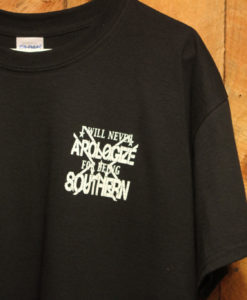 I WILL NEVER
APOLOGIZE
FOR BEING
SOUTHERN